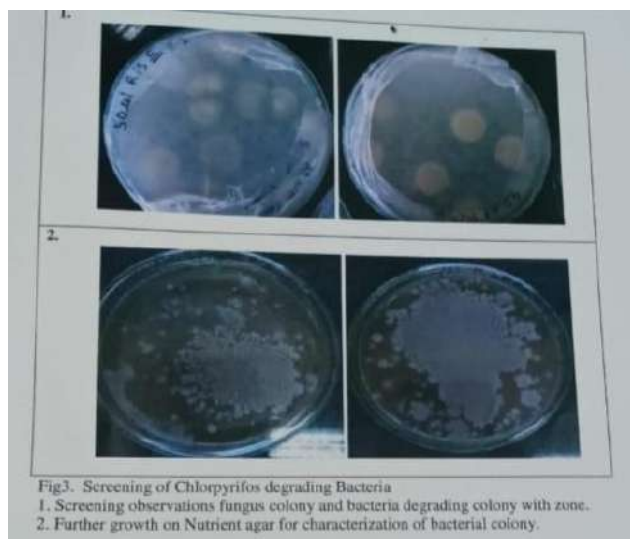 1.
2.
Fig3. Screening of Chlorpyrifos degrading Bacteria
1. Screening observations fungus colony and bacteria degrading colony with zone.
2. Further growth on Nutrient agar for characterization of bacterial colony.